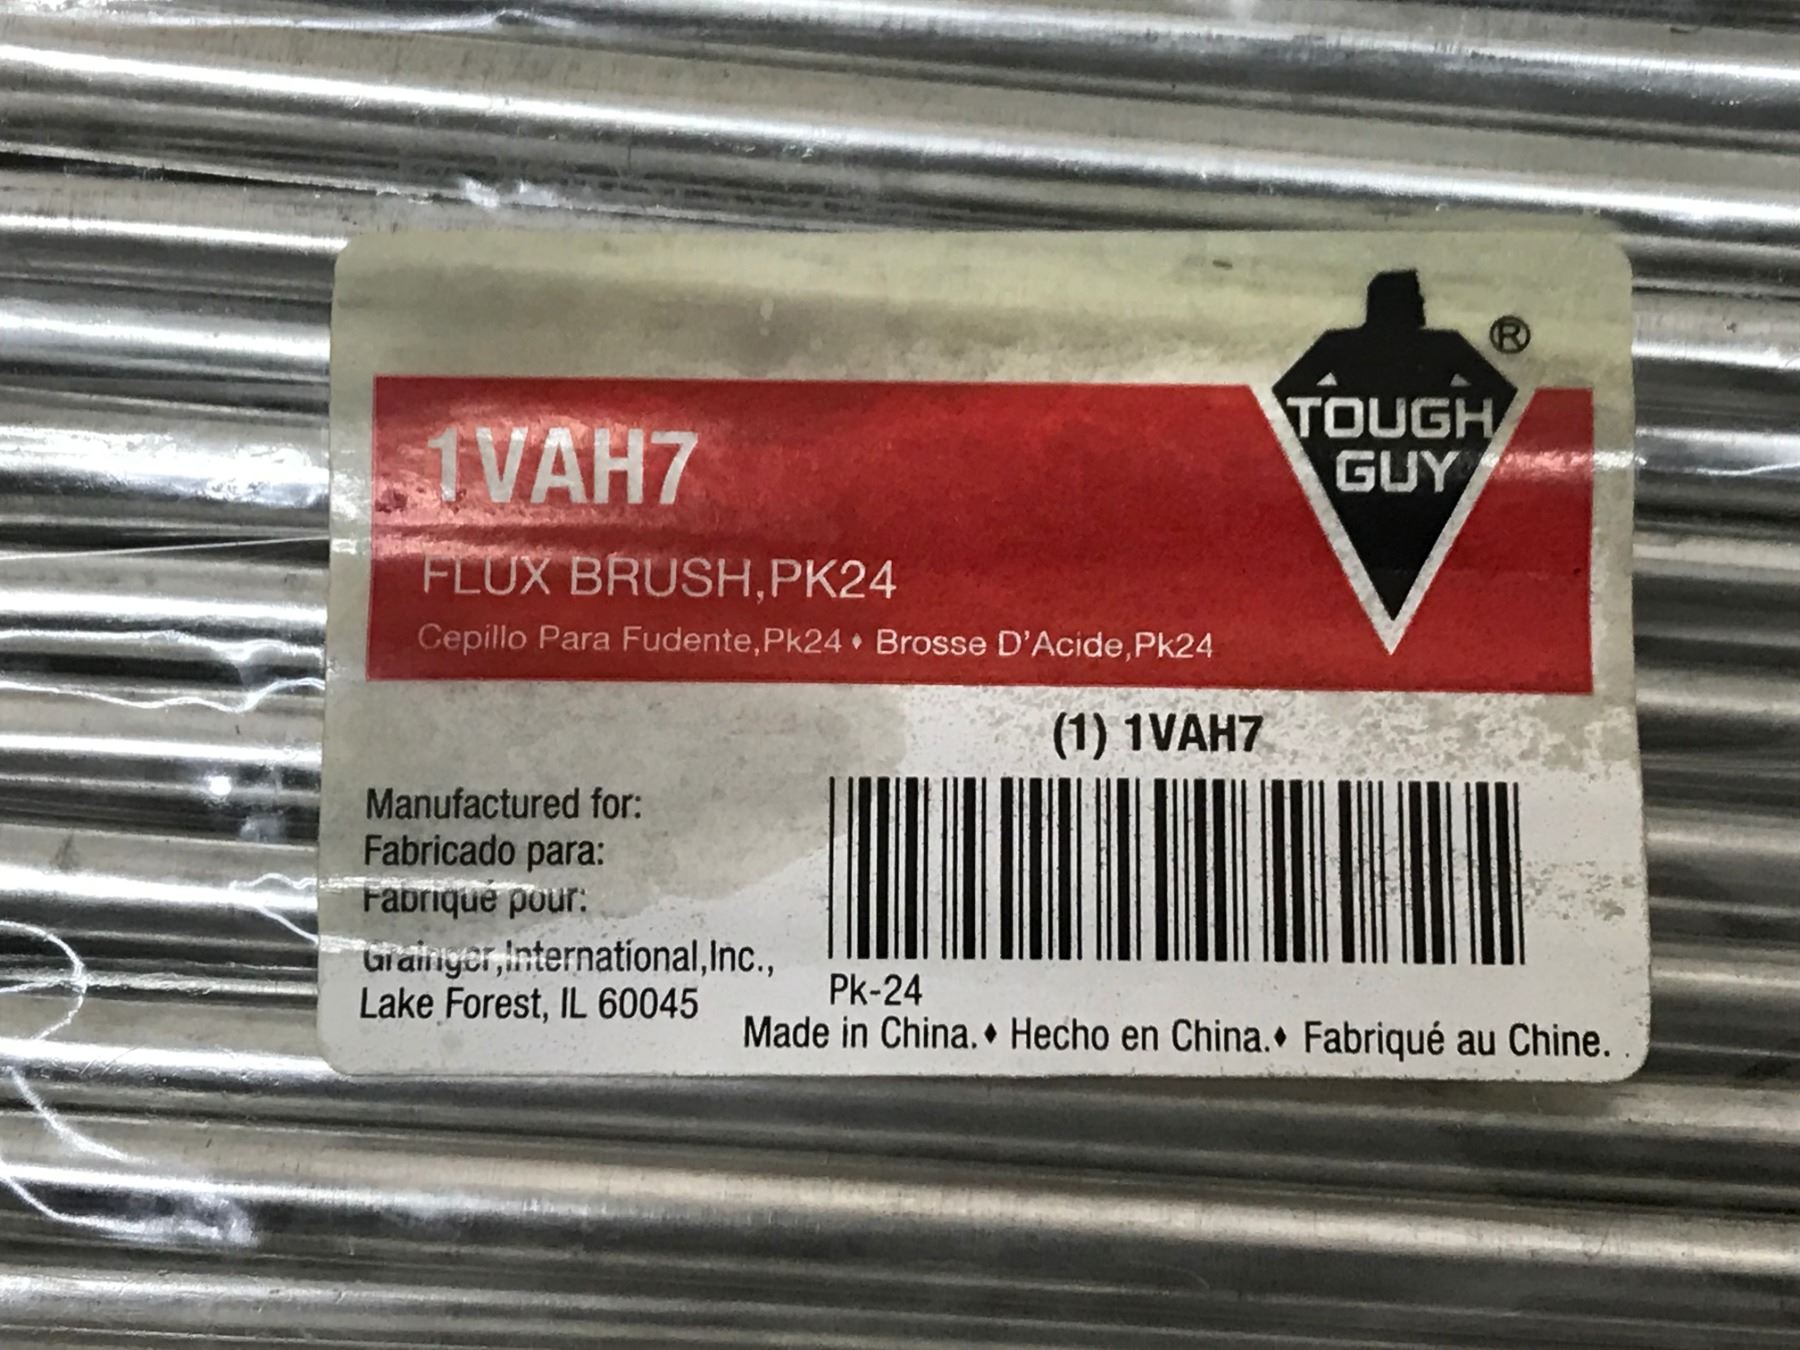 ®
TOUGH
GUY
1VAH7
FLUX BRUSH,PK24
Cepillo Para Fudente,Pk24 ♦ Brosse D'Acide,Pk24
(1) 1VAH7
Manufactured for:
Fabricado para:
Fabriqué pour:
Grainger,International,Inc.,
Lake Forest, IL 60045
Pk-24
Made in China.♦ Hecho en China.♦ Fabriqué au Chine.